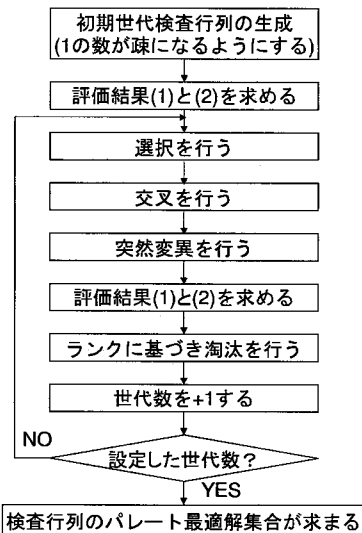 初期世代検査行列の生成
(1の数が疎になるようにする)
評価結果(1)と(2)を求める
選択を行う
交叉を行う
突然変異を行う
評価結果(1)と(2)を求める
ランクに基づき淘汰を行う
世代数を+1する
NO
設定した世代数？
YES
検査行列のパレート最適解集合が求まる